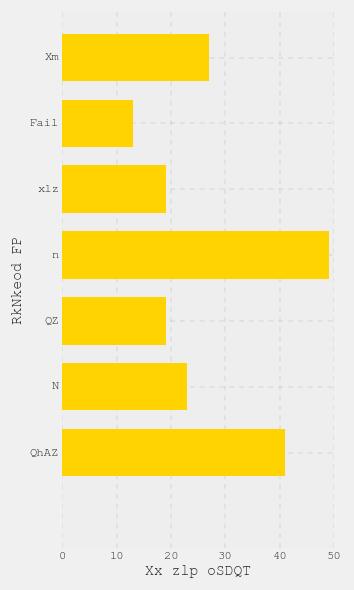 Xm
Fail
xlz
n
QZ
N
QhAZ
RkNkeod FP
0 10 20 30 40 50
Xx zlp oSDQT